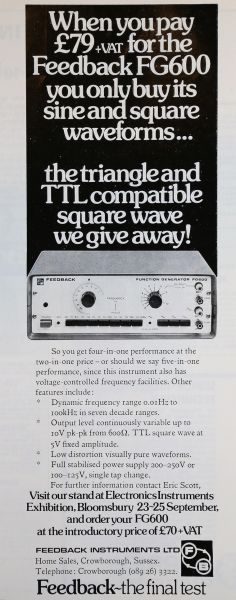 When you pay
£79+VAT for the
Feedback FG600
you only buy its
sine and square
waveforms...
the triangle and
TTL compatible
square wave
we give away!
FEEDBACK
FUNCTION GENERATOR FG600
FREQUENCY
So you get four-in-one performance at the
two-in-one price – or should we say five-in-one
performance, since this instrument also has
voltage-controlled frequency facilities. Other
features include:
* Dynamic frequency range 0.01Hz to
100kHz in seven decade ranges.
* Output level continuously variable up to
10V pk-pk from 600Ω. TTL square wave at
5V fixed amplitude.
* Low distortion visually pure waveforms.
* Full stabilised power supply 200-250V or
100-125V, single tap change.
For further information contact Eric Scott,
Visit our stand at Electronics Instruments
Exhibition, Bloomsbury 23-25 September,
and order your FG600
at the introductory price of £70+VAT
FEEDBACK INSTRUMENTS LTD
Home Sales, Crowborough, Sussex.
Telephone: Crowborough (089 26) 3322.
FB
Feedback-the final test